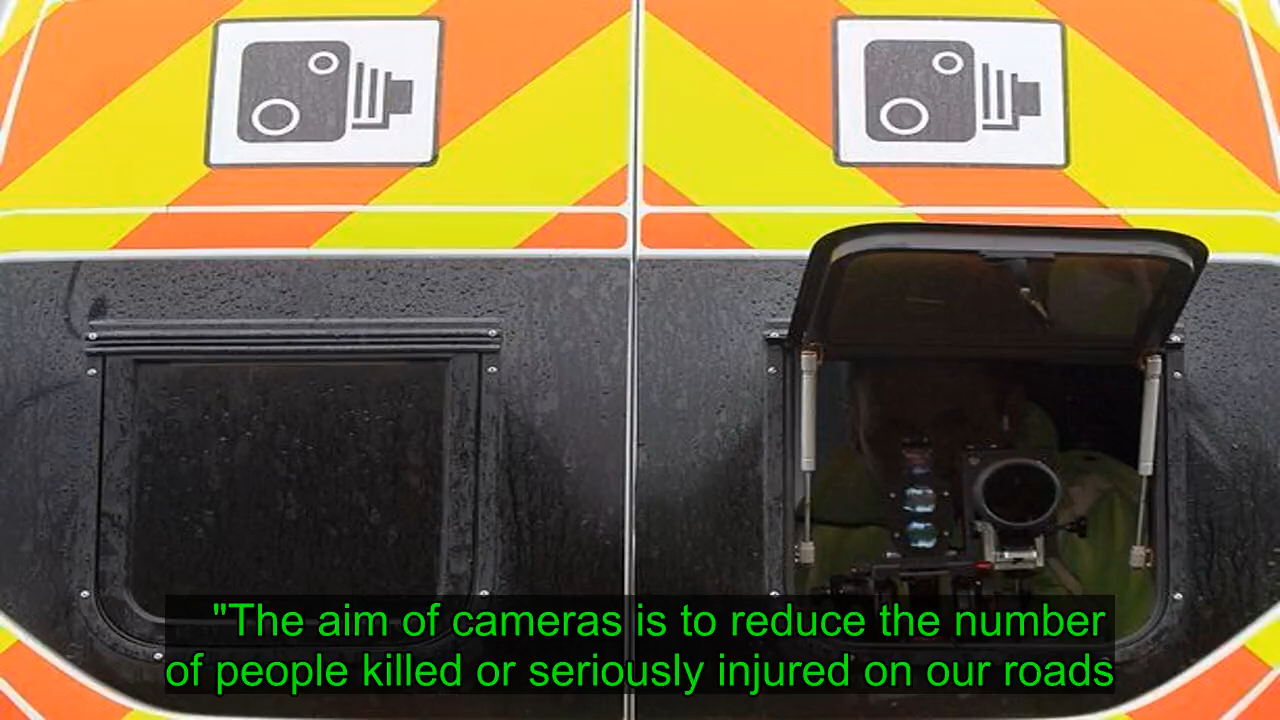 "The aim of cameras is to reduce the number
of people killed or seriously injured on our roads